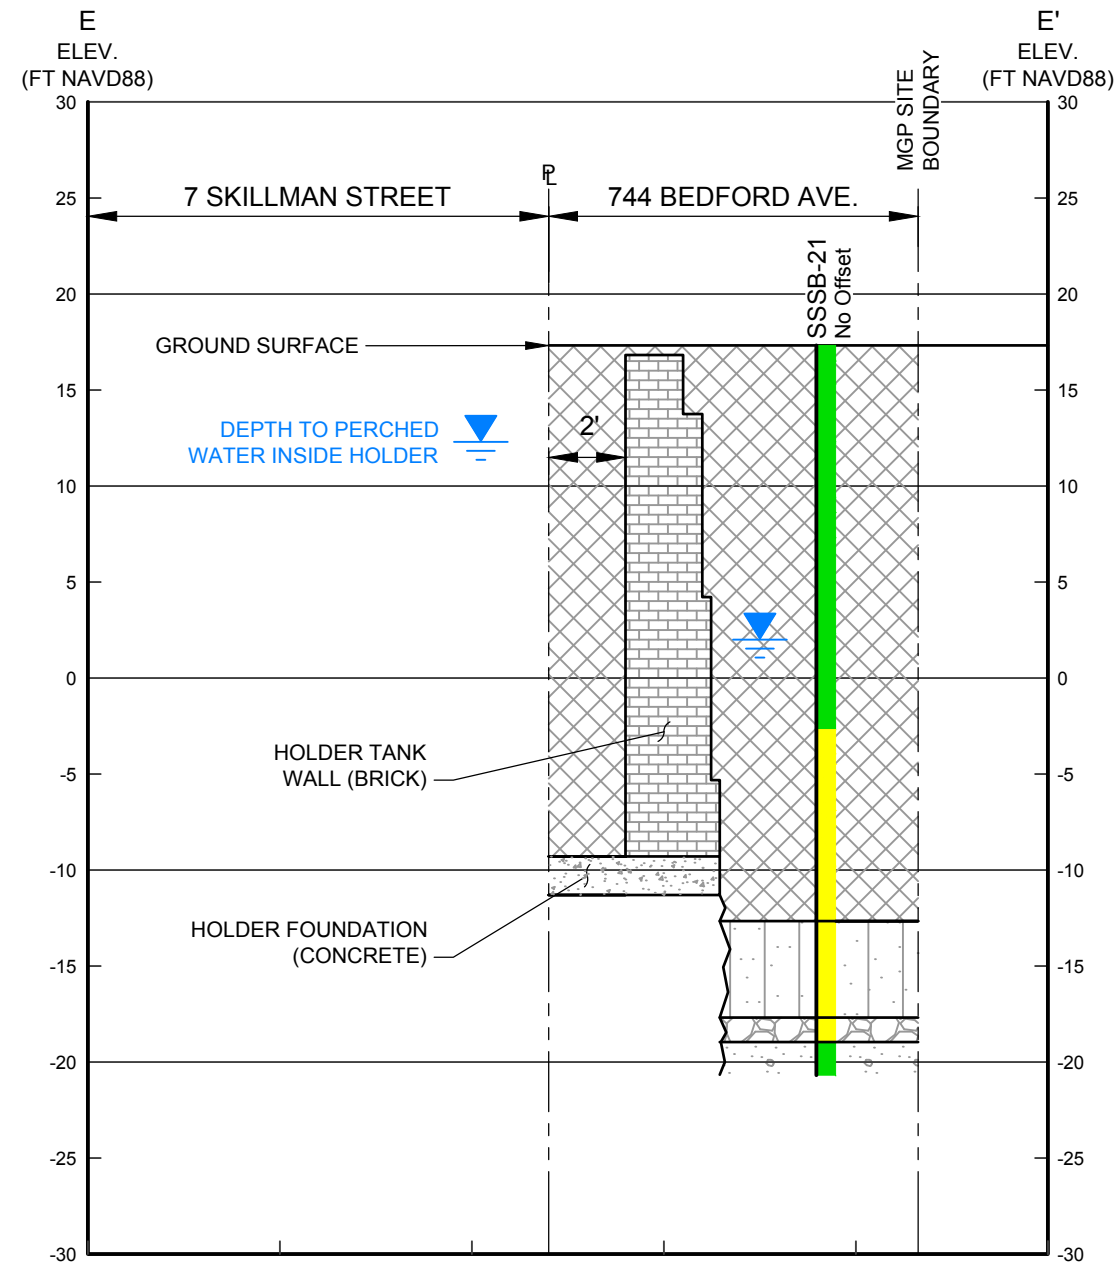 E
ELEV.
(FT NAVD88)
E'
ELEV.
(FT NAVD88)
MGP SITE
BOUNDARY
PL
7 SKILLMAN STREET
744 BEDFORD AVE.
SSSB-21
No Offset
GROUND SURFACE
DEPTH TO PERCHED
WATER INSIDE HOLDER
2'
HOLDER TANK
WALL (BRICK)
HOLDER FOUNDATION
(CONCRETE)
30
25
20
15
10
5
0
-5
-10
-15
-20
-25
-30
30
25
20
15
10
5
0
-5
-10
-15
-20
-25
-30